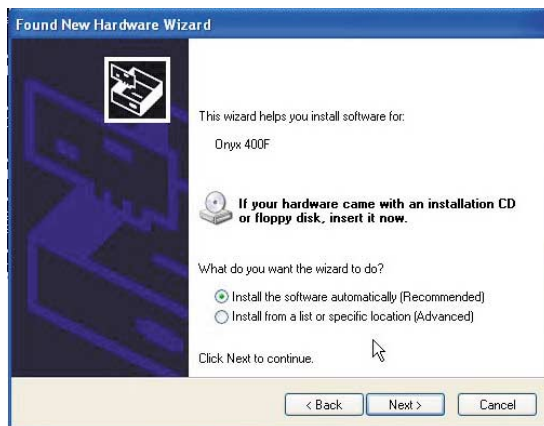 Found New Hardware Wizard
This wizard helps you install software for:
Onyx 400F
If your hardware came with an installation CD
or floppy disk, insert it now.
What do you want the wizard to do?
Install the software automatically (Recommended)
Install from a list or specific location (Advanced)
Click Next to continue.
< Back Next > Cancel